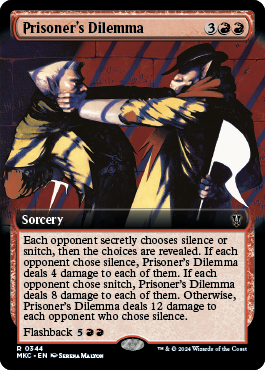 Prisoner's Dilemma 3
Sorcery
Each opponent secretly chooses silence or
snitch, then the choices are revealed. If each
opponent chose silence, Prisoner's Dilemma
deals 4 damage to each of them. If each
opponent chose snitch, Prisoner's Dilemma
deals 8 damage to each of them. Otherwise,
Prisoner's Dilemma deals 12 damage to
each opponent who chose silence.
Flashback 5
R 0344
MKC • EN Serena Malyon
™ & © 2024 Wizards of the Coast